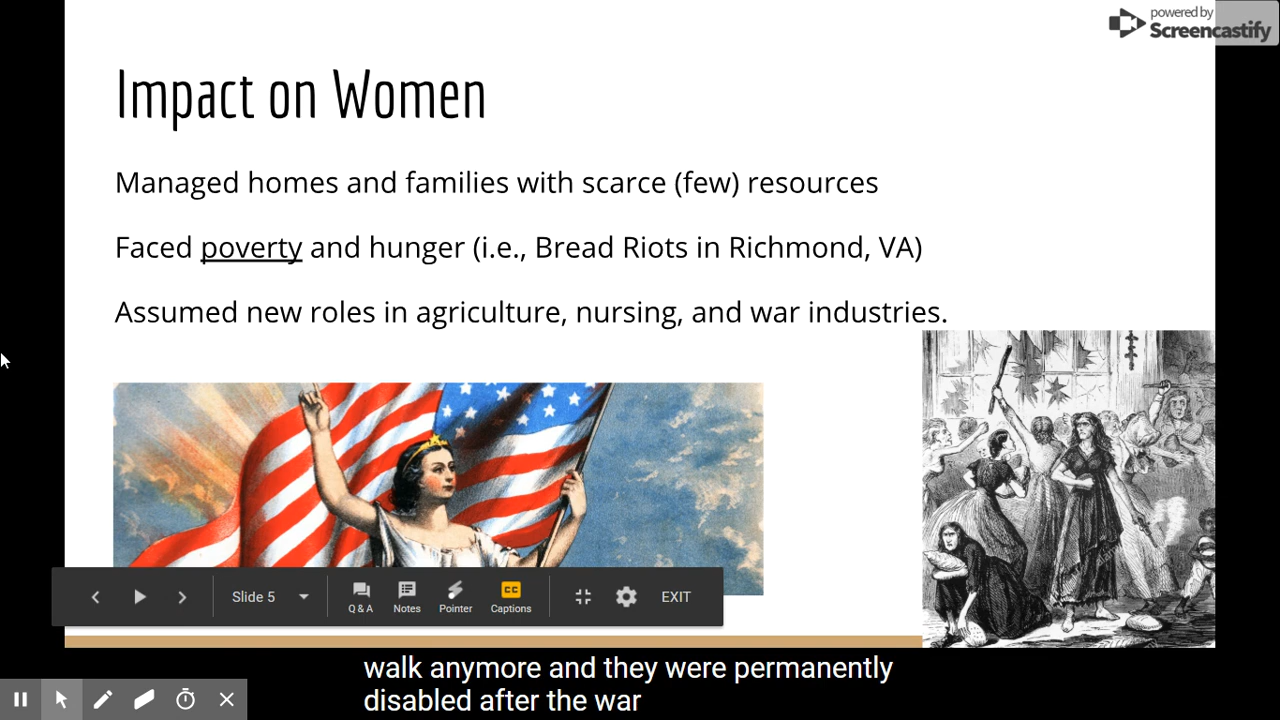 powered by
Screencastify
Impact on Women
Managed homes and families with scarce (few) resources
Faced poverty and hunger (i.e., Bread Riots in Richmond, VA)
Assumed new roles in agriculture, nursing, and war industries.
Slide 5
Q & A
Notes
Pointer
CC
Captions
EXIT
walk anymore and they were permanently
disabled after the war